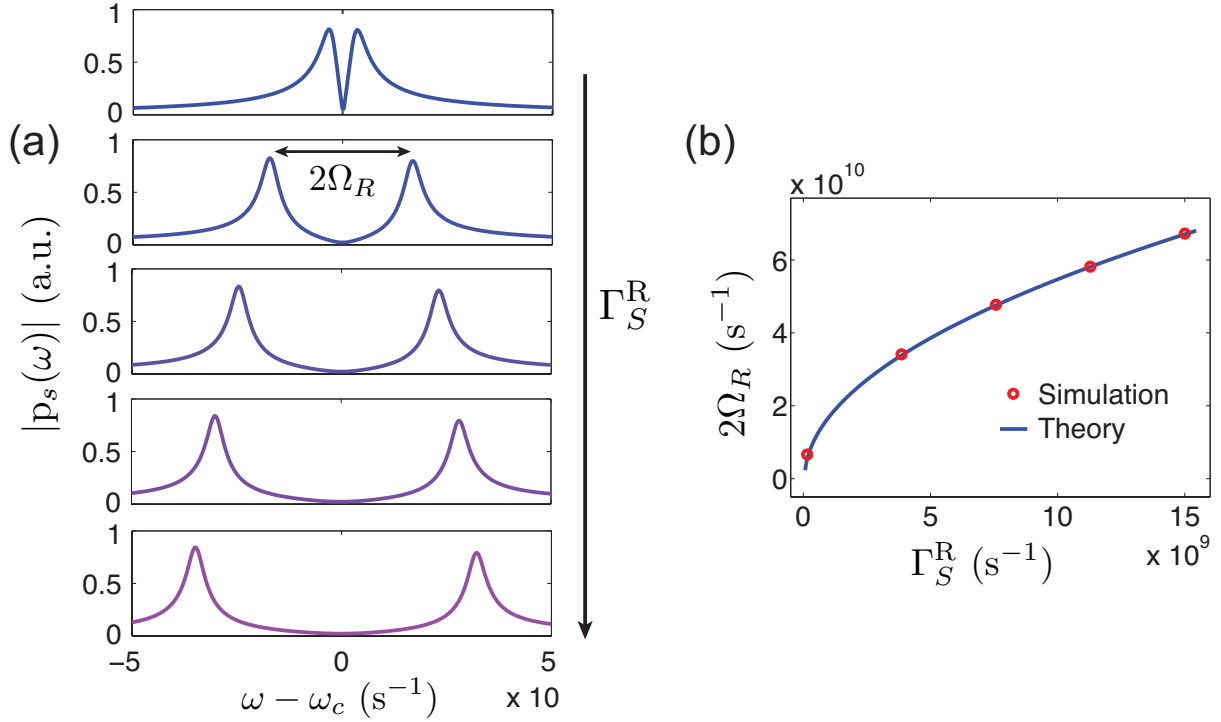 (a)
|p_s(ω)| (a.u.)
1
0.5
0
1
0.5
0
2Ω_R
1
0.5
0
1
0.5
0
1
0.5
0
-5
0
5
x 10
ω − ω_c (s^−1)
Γ_S^R
(b)
x 10^10
2Ω_R (s^−1)
6
4
2
0
Simulation
Theory
0
5
10
15
x 10^9
Γ_S^R (s^−1)